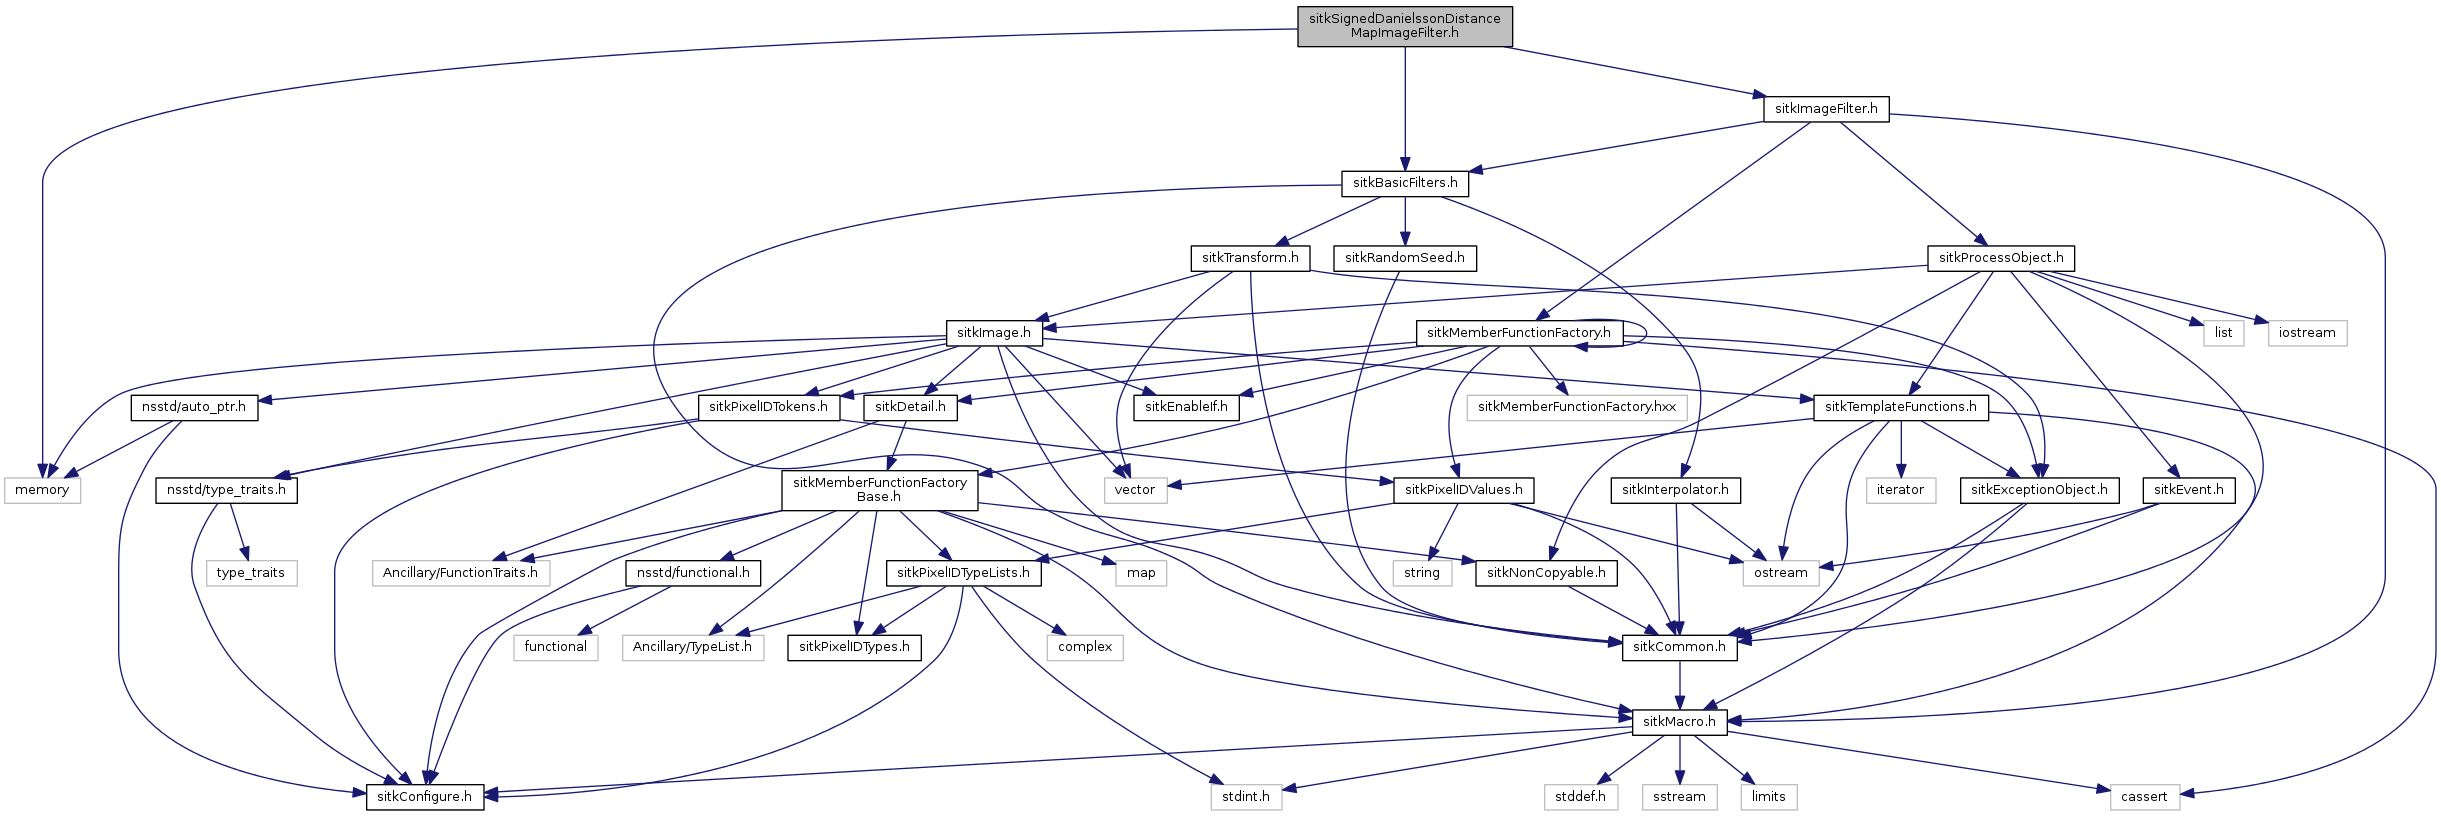 sitkSignedDanielssonDistance
MapImageFilter.h
sitkImageFilter.h
sitkBasicFilters.h
sitkTransform.h
sitkRandomSeed.h
sitkProcessObject.h
sitkImage.h
sitkMemberFunctionFactory.h
list
iostream
nsstd/auto_ptr.h
sitkPixelIDTokens.h
sitkDetail.h
sitkEnableIf.h
sitkMemberFunctionFactory.hxx
sitkTemplateFunctions.h
memory
nsstd/type_traits.h
sitkMemberFunctionFactory
Base.h
vector
sitkPixelIDValues.h
sitkInterpolator.h
iterator
sitkExceptionObject.h
sitkEvent.h
type_traits
Ancillary/FunctionTraits.h
nsstd/functional.h
sitkPixelIDTypeLists.h
map
string
sitkNonCopyable.h
ostream
functional
Ancillary/TypeList.h
sitkPixelIDTypes.h
complex
sitkCommon.h
sitkMacro.h
sitkConfigure.h
stdint.h
stddef.h
sstream
limits
cassert